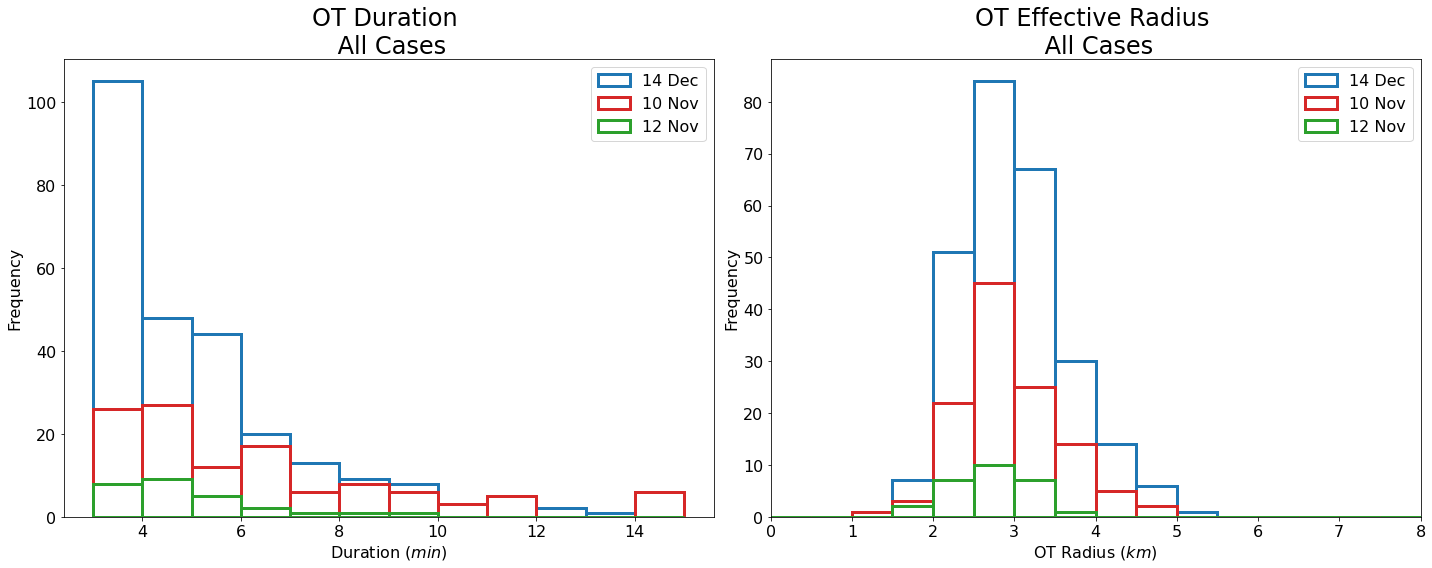 OT Duration
All Cases
14 Dec
10 Nov
12 Nov
100
80
60
40
20
0
Frequency
4
6
8
10
12
14
Duration (min)
OT Effective Radius
All Cases
14 Dec
10 Nov
12 Nov
80
70
60
50
40
30
20
10
0
Frequency
0
1
2
3
4
5
6
7
8
OT Radius (km)